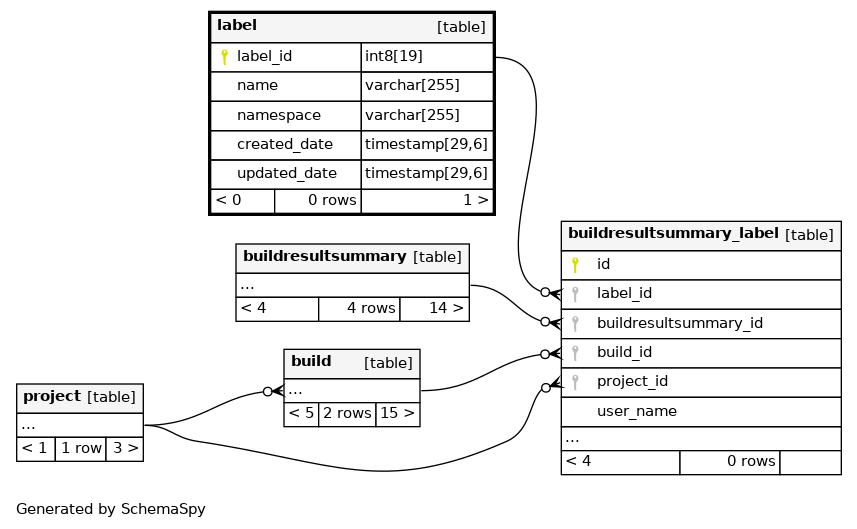 label [table]
label_id int8[19]
name varchar[255]
namespace varchar[255]
created_date timestamp[29,6]
updated_date timestamp[29,6]
< 0 0 rows 1 >
buildresultsummary [table]
...
< 4 4 rows 14 >
build [table]
...
< 5 2 rows 15 >
project [table]
...
< 1 1 row 3 >
buildresultsummary_label [table]
id
label_id
buildresultsummary_id
build_id
project_id
user_name
...
< 4 0 rows
Generated by SchemaSpy